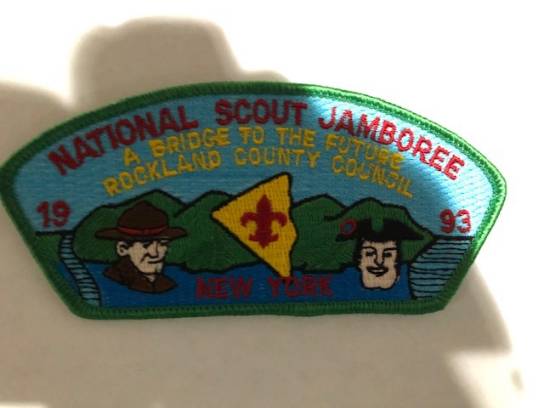 NATIONAL SCOUT JAMBOREE
A BRIDGE TO THE FUTURE
ROCKLAND COUNTY COUNCIL
19 93
NEW YORK